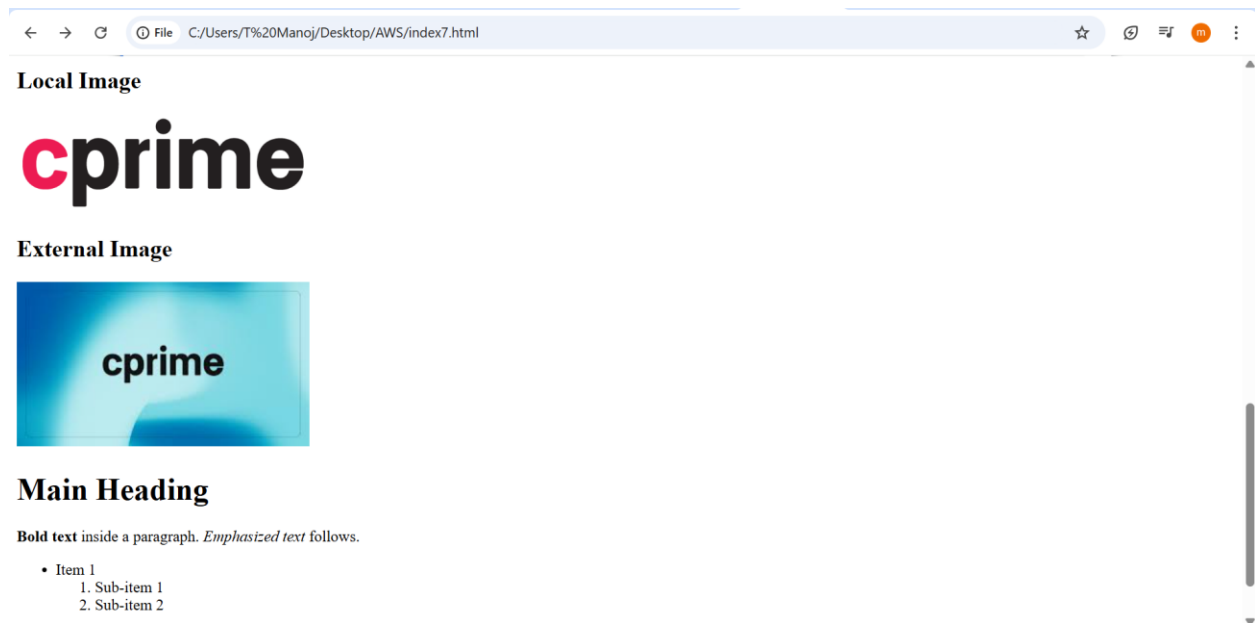 File C:/Users/T%20Manoj/Desktop/AWS/index7.html
m
Local Image
cprime
External Image
cprime
Main Heading
Bold text inside a paragraph. Emphasized text follows.
• Item 1
1. Sub-item 1
2. Sub-item 2